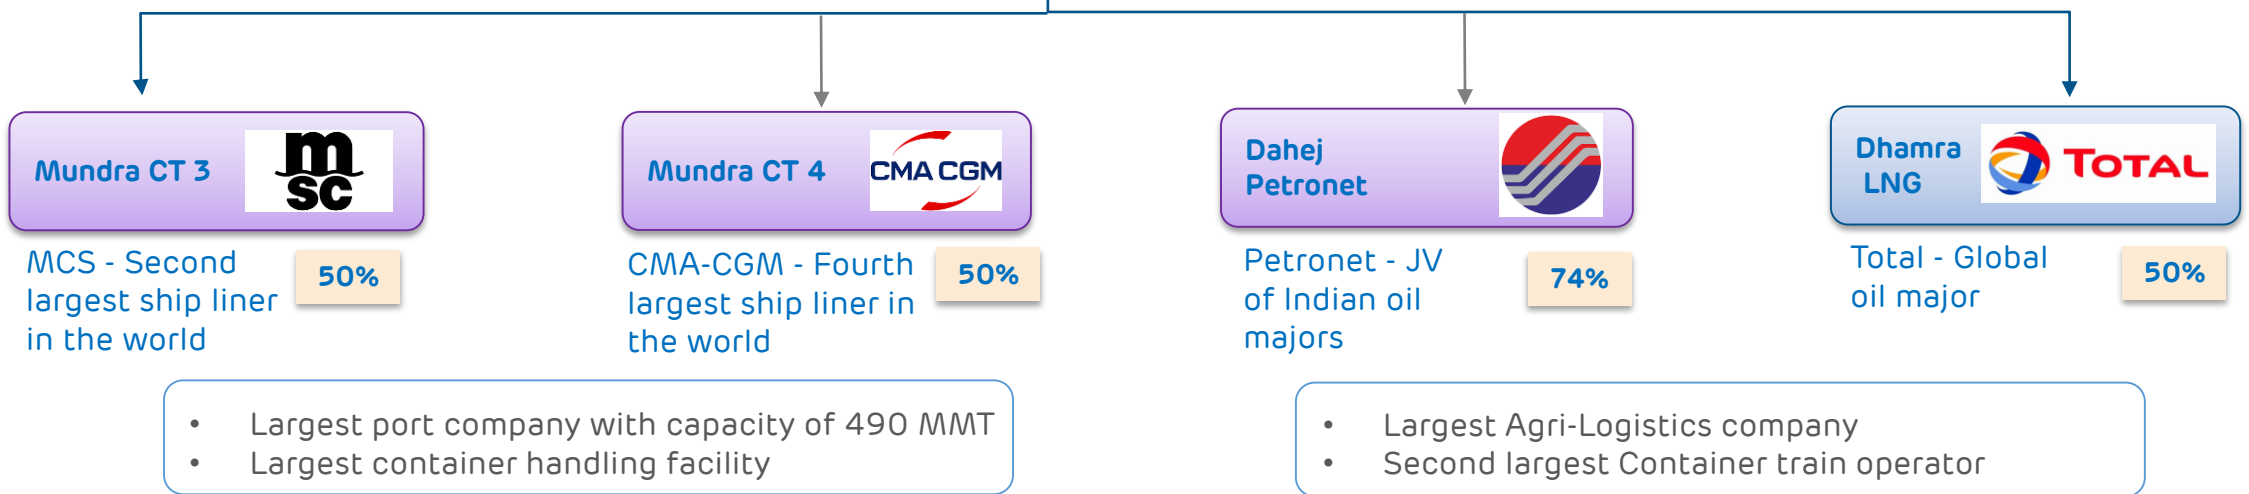 Mundra CT 3
m
sc
Mundra CT 4
CMA CGM
Dahej
Petronet
Dhamra
LNG
TOTAL
MCS - Second
largest ship liner
in the world
50%
CMA-CGM - Fourth
largest ship liner in
the world
50%
Petronet - JV
of Indian oil
majors
74%
Total - Global
oil major
50%
• Largest port company with capacity of 490 MMT
• Largest container handling facility
• Largest Agri-Logistics company
• Second largest Container train operator